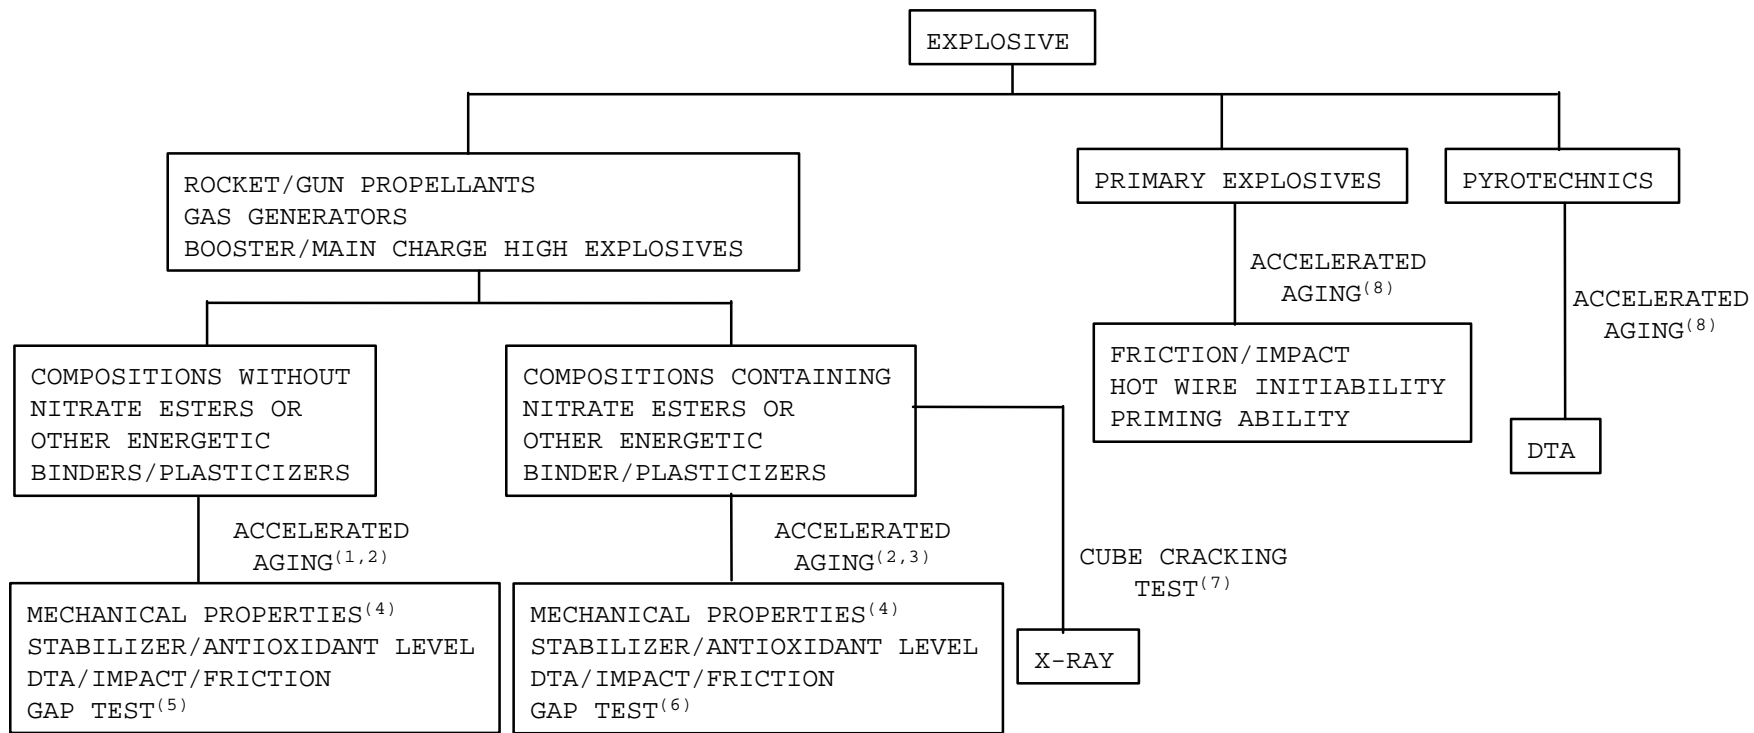 EXPLOSIVE
ROCKET/GUN PROPELLANTS
GAS GENERATORS
BOOSTER/MAIN CHARGE HIGH EXPLOSIVES
PRIMARY EXPLOSIVES
PYROTECHNICS
ACCELERATED
AGING(8)
ACCELERATED
AGING(8)
FRICTION/IMPACT
HOT WIRE INITIABILITY
PRIMING ABILITY
DTA
COMPOSITIONS WITHOUT
NITRATE ESTERS OR
OTHER ENERGETIC
BINDERS/PLASTICIZERS
COMPOSITIONS CONTAINING
NITRATE ESTERS OR
OTHER ENERGETIC
BINDER/PLASTICIZERS
ACCELERATED
AGING(1,2)
ACCELERATED
AGING(2,3)
CUBE CRACKING
TEST(7)
MECHANICAL PROPERTIES(4)
STABILIZER/ANTIOXIDANT LEVEL
DTA/IMPACT/FRICTION
GAP TEST(5)
MECHANICAL PROPERTIES(4)
STABILIZER/ANTIOXIDANT LEVEL
DTA/IMPACT/FRICTION
GAP TEST(6)
X-RAY